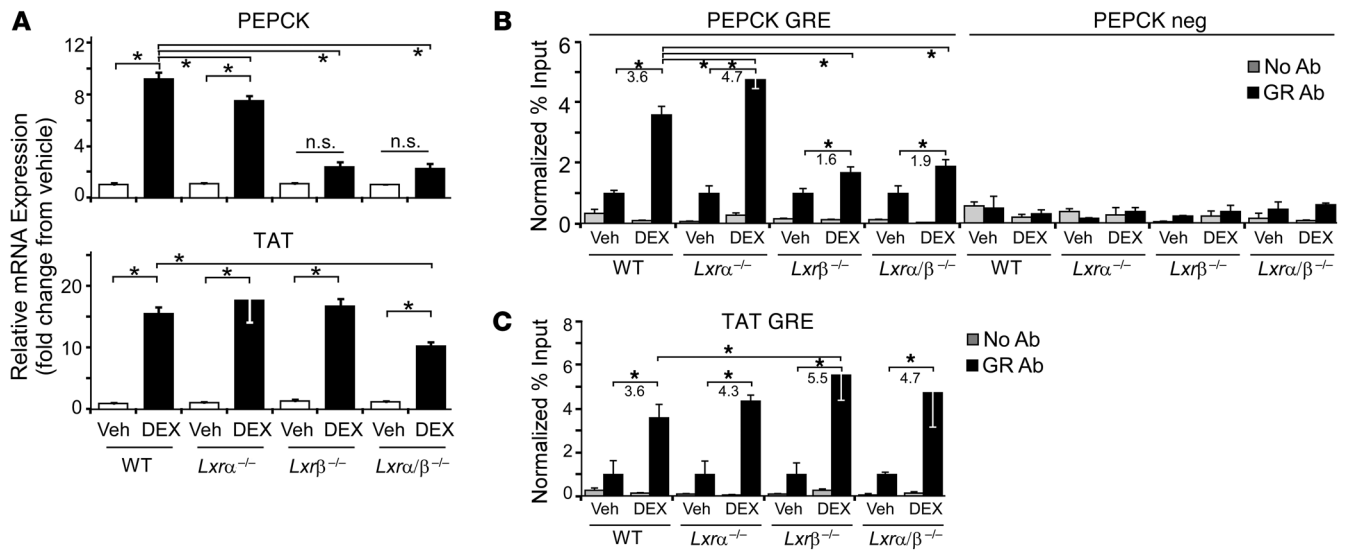 A
PEPCK
Relative mRNA Expression
(fold change from vehicle)
12
8
4
0
*
*
*
*
*
*
n.s.
n.s.
TAT
20
10
0
*
*
*
*
*
Veh DEX Veh DEX Veh DEX Veh DEX
WT Lxrα–/– Lxrβ–/– Lxrα/β–/–
B
PEPCK GRE
PEPCK neg
Normalized % Input
6
4
2
0
*
*
*
*
*
3.6
4.7
*
1.6
*
1.9
No Ab
GR Ab
Veh DEX Veh DEX Veh DEX Veh DEX Veh DEX Veh DEX Veh DEX Veh DEX
WT Lxrα–/– Lxrβ–/– Lxrα/β–/– WT Lxrα–/– Lxrβ–/– Lxrα/β–/–
C
TAT GRE
Normalized % Input
8
6
4
2
0
*
*
3.6
*
4.3
*
5.5
*
4.7
No Ab
GR Ab
Veh DEX Veh DEX Veh DEX Veh DEX
WT Lxrα–/– Lxrβ–/– Lxrα/β–/–